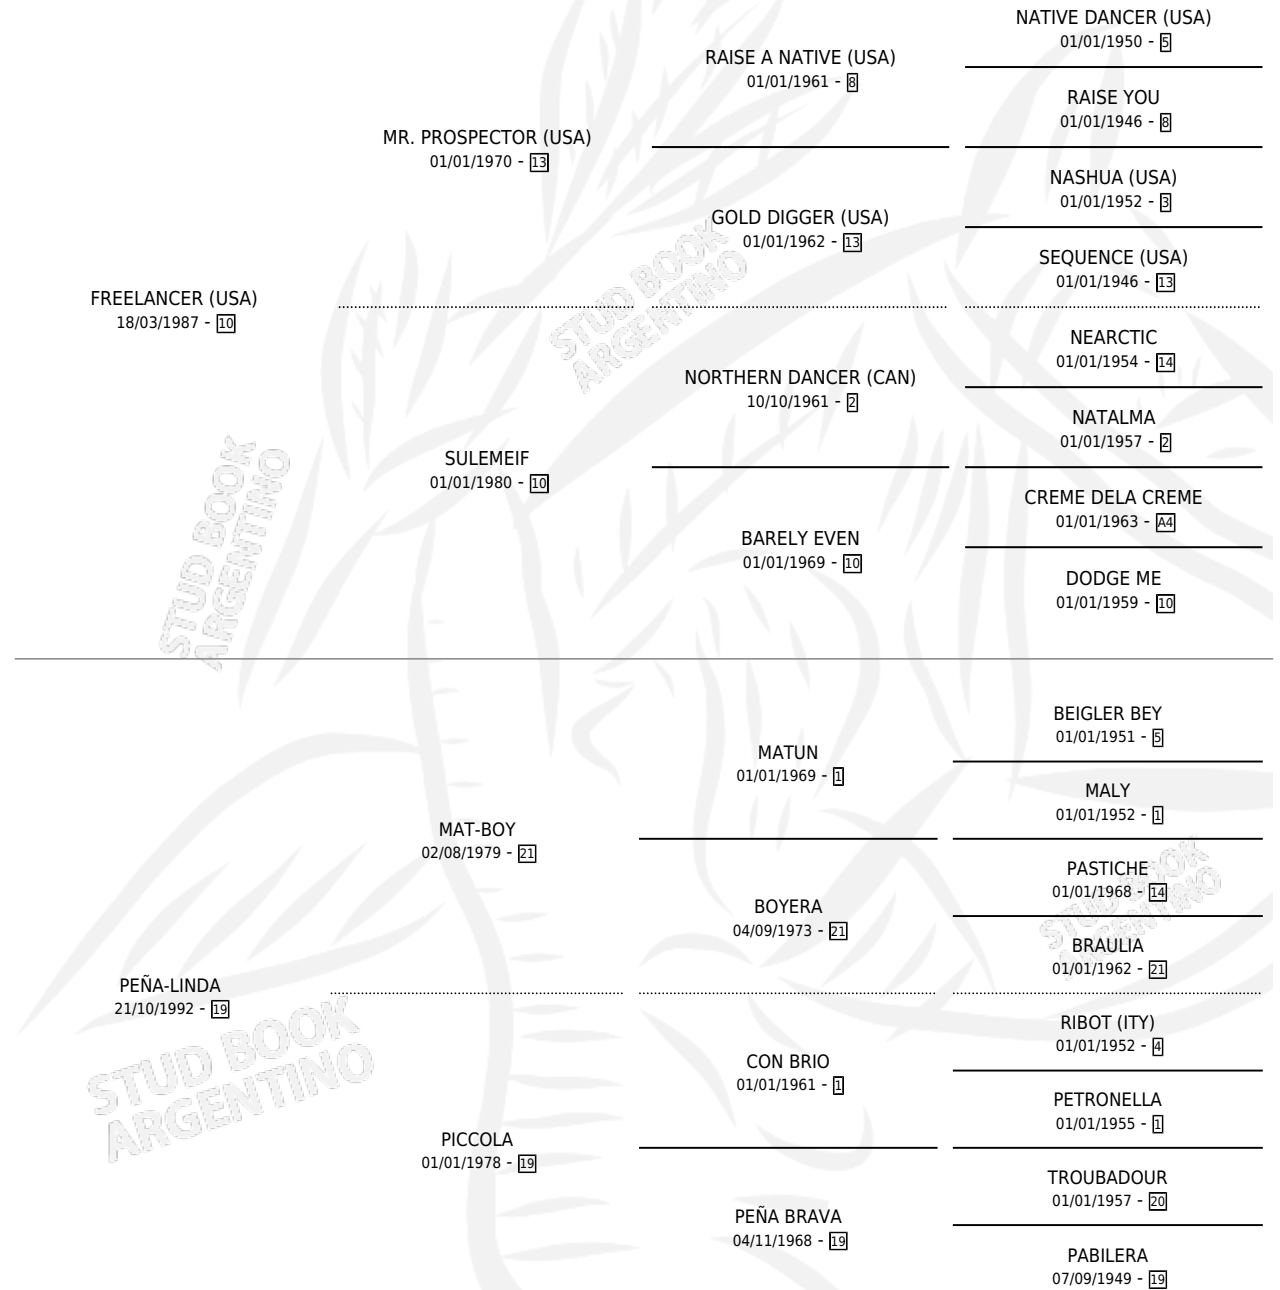 NATIVE DANCER (USA)
01/01/1950 - 5
RAISE A NATIVE (USA)
01/01/1961 - 8
RAISE YOU
01/01/1946 - 8
MR. PROSPECTOR (USA)
01/01/1970 - 13
NASHUA (USA)
01/01/1952 - 3
GOLD DIGGER (USA)
01/01/1962 - 13
SEQUENCE (USA)
01/01/1946 - 13
FREELANCER (USA)
18/03/1987 - 10
NEARCTIC
01/01/1954 - 14
NORTHERN DANCER (CAN)
10/10/1961 - 2
NATALMA
01/01/1957 - 2
SULEMEIF
01/01/1980 - 10
CREME DELA CREME
01/01/1963 - A4
BARELY EVEN
01/01/1969 - 10
DODGE ME
01/01/1959 - 10
BEIGLER BEY
01/01/1951 - 5
MATUN
01/01/1969 - 1
MALY
01/01/1952 - 1
MAT-BOY
02/08/1979 - 21
PASTICHE
01/01/1968 - 14
BOYERA
04/09/1973 - 21
BRAULIA
01/01/1962 - 21
PEÑA-LINDA
21/10/1992 - 19
RIBOT (ITY)
01/01/1952 - 4
CON BRIO
01/01/1961 - 1
PETRONELLA
01/01/1955 - 1
PICCOLA
01/01/1978 - 19
TROUBADOUR
01/01/1957 - 20
PEÑA BRAVA
04/11/1968 - 19
PABILERA
07/09/1949 - 19
STUD BOOK
ARGENTINO
STUD BOOK
ARGENTINO
STUD BOOK
ARGENTINO
STUD BOOK
ARGENTINO